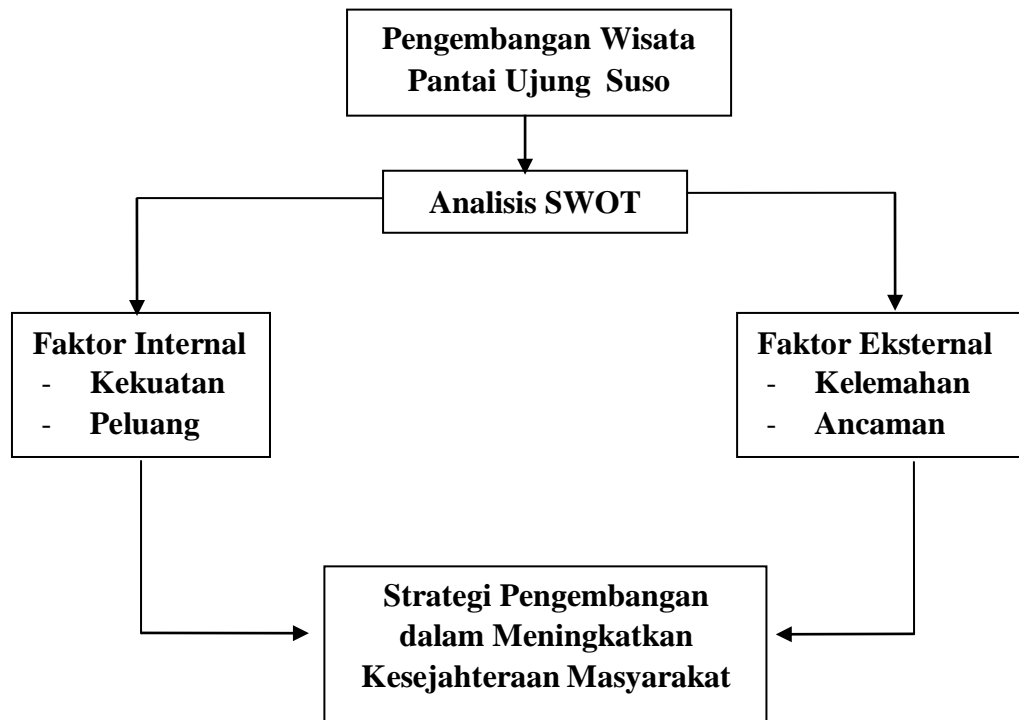 Pengembangan Wisata
Pantai Ujung Suso
Analisis SWOT
Faktor Internal
- Kekuatan
- Peluang
Faktor Eksternal
- Kelemahan
- Ancaman
Strategi Pengembangan
dalam Meningkatkan
Kesejahteraan Masyarakat